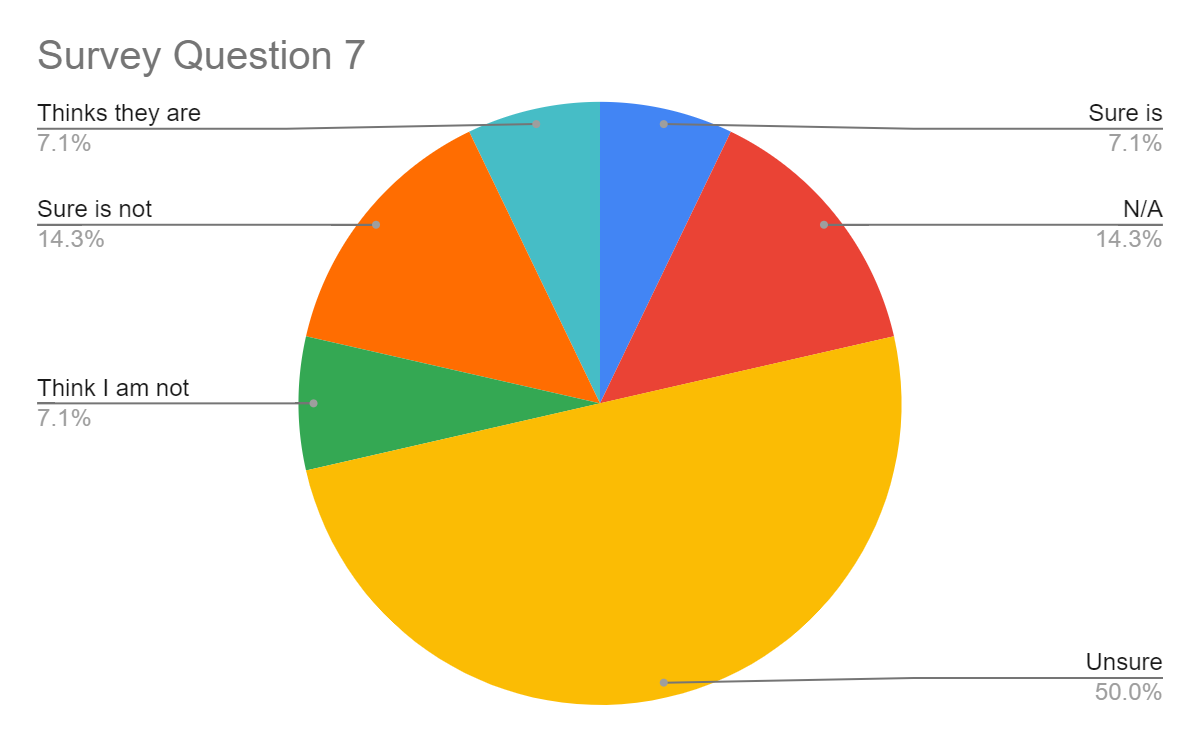 Survey Question 7
Thinks they are
7.1%
Sure is not
14.3%
Think I am not
7.1%
Sure is
7.1%
N/A
14.3%
Unsure
50.0%